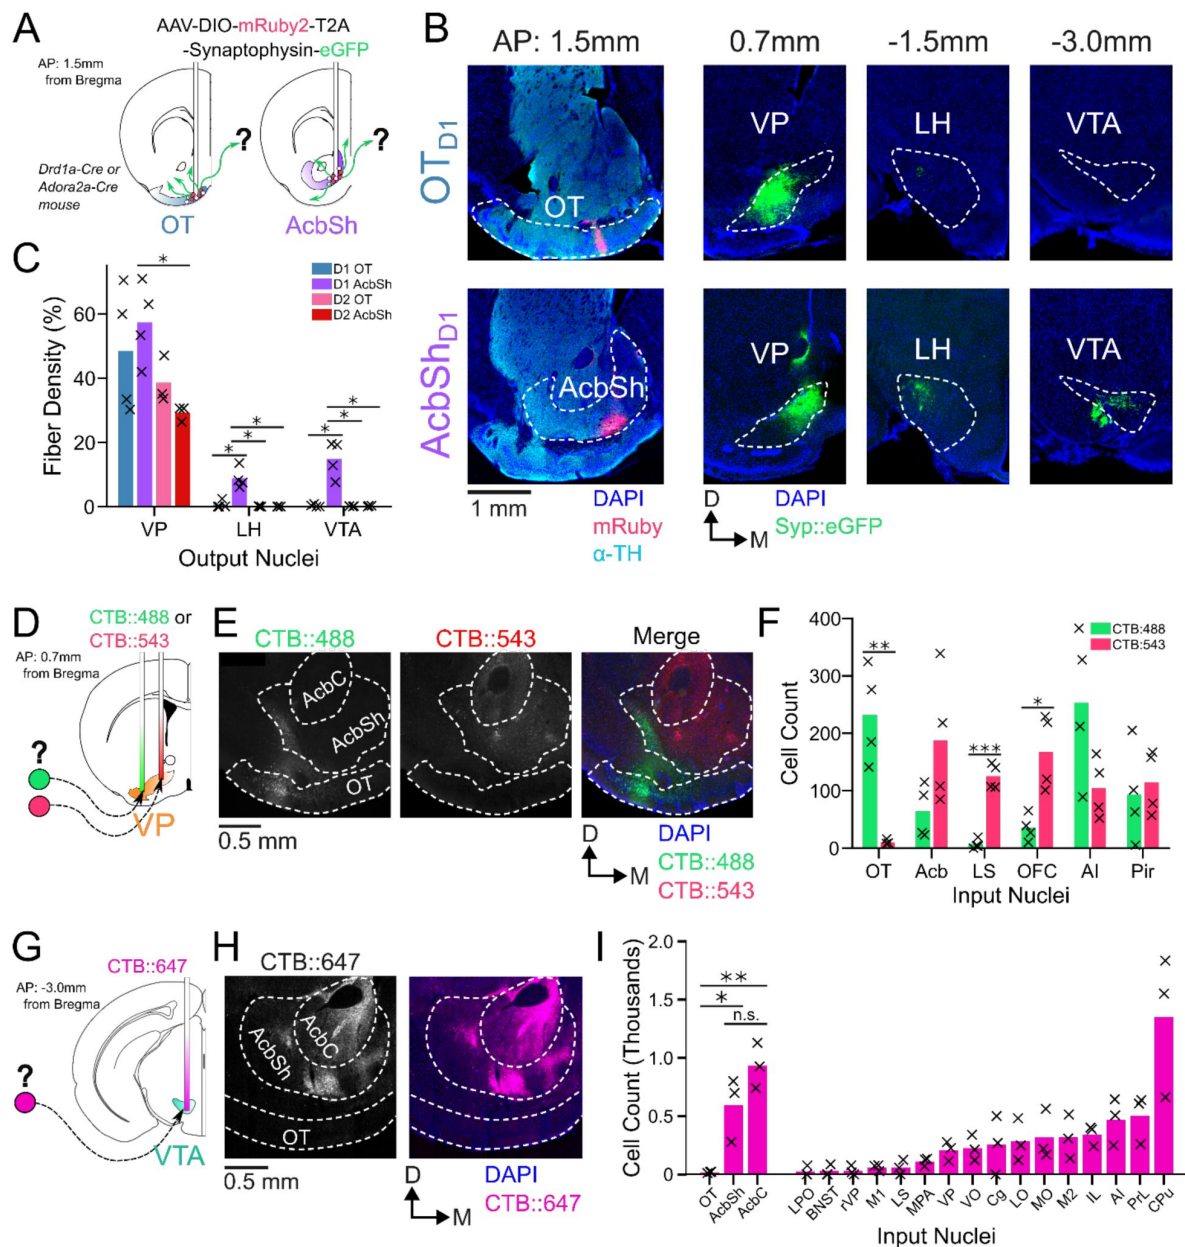 A
AAV-DIO-mRuby2-T2A
-Synaptophysin-eGFP
AP: 1.5mm
from Bregma
?
?
Drd1a-Cre or
Adora2a-Cre
mouse
OT
AcbSh
B
AP: 1.5mm
0.7mm
-1.5mm
-3.0mm
OT D1
OT
VP
LH
VTA
AcbSh D1
AcbSh
VP
LH
VTA
1 mm
DAPI
mRuby
α-TH
D
M
DAPI
Syp::eGFP
C
Fiber Density (%)
60
40
20
0
*
*
*
*
*
*
*
D1 OT
D1 AcbSh
D2 OT
D2 AcbSh
VP
LH
VTA
Output Nuclei
D
CTB::488 or
CTB::543
AP: 0.7mm
from Bregma
?
VP
E
CTB::488
CTB::543
Merge
AcbC
AcbSh
OT
0.5 mm
D
M
DAPI
CTB::488
CTB::543
F
Cell Count
400
300
200
100
0
**
***
*
CTB:488
CTB:543
OT
Acb
LS
OFC
AI
Pir
Input Nuclei
G
CTB::647
AP: -3.0mm
from Bregma
?
VTA
H
CTB::647
AcbSh
AcbC
OT
0.5 mm
D
M
DAPI
CTB::647
I
Cell Count (Thousands)
2.0
1.5
1.0
0.5
0
**
*
n.s.
OT
AcbSh
AcbC
LPO
BNST
rVP
M1
LS
MPA
VP
VO
Cg
LO
MO
M2
IL
AI
PrL
CPu
Input Nuclei